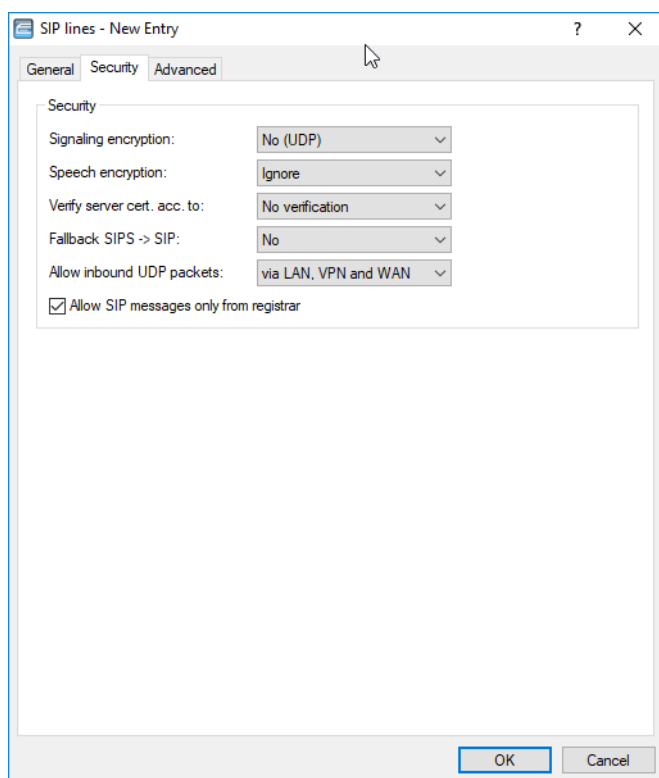 SIP lines - New Entry ?
General Security Advanced
Security
Signaling encryption: No (UDP)
Speech encryption: Ignore
Verify server cert. acc. to: No verification
Fallback SIPS -> SIP: No
Allow inbound UDP packets: via LAN, VPN and WAN
Allow SIP messages only from registrar
OK Cancel